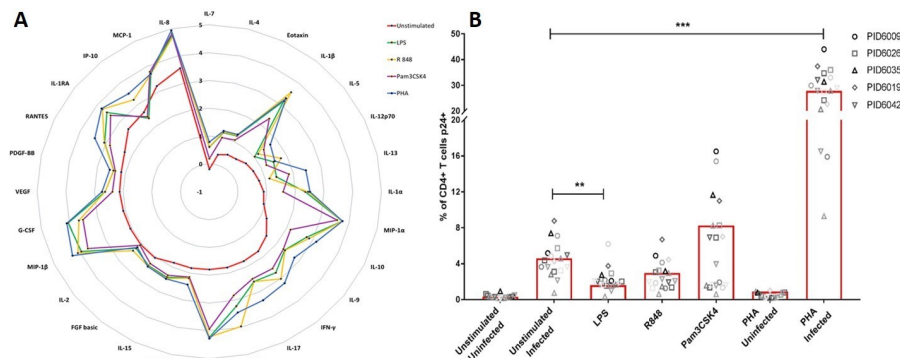 A
IL-7
IL-8
IL-4
MCP-1
Eotaxin
IP-10
IL-1β
IL-1RA
IL-5
RANTES
IL-12p70
PDGF-BB
IL-13
VEGF
IL-1α
G-CSF
MIP-1α
MIP-1β
IL-10
IL-2
IL-9
FGF basic
IFN-γ
IL-15
IL-17
5
4
3
2
1
0
-1
Unstimulated
LPS
R 848
Pam3CSK4
PHA
B
% of CD4+ T cells p24+
50
40
30
20
16
12
8
4
0
***
**
PID6009
PID6026
PID6035
PID6019
PID6042
Unstimulated
Uninfected
Unstimulated
Infected
LPS
R848
Pam3CSK4
PHA
Uninfected
PHA
Infected